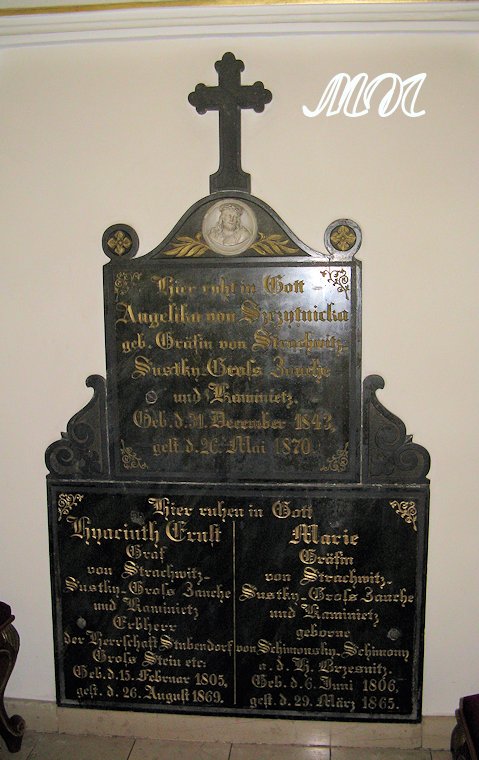 MM
Hier ruht in Gott
Angelika von Szczytnicka
geb. Gräfin von Strachwitz-
Sustky-Groſs Zauche
und Kaminietz.
Geb. d. 31. December 1843.
geſt. d. 26. Mai 1870.
Hier ruhen in Gott
Hyacinth Ernſt
Graf
von Strachwitz-
Sustky-Groſs Zauche
und Kaminietz
Erbherr
der Herrſchaft Stubendorf
Groſs Stein etc:
Geb. d. 15. Februar 1805.
geſt. d. 26. Auguſt 1869.
Marie
Gräfin
von Strachwitz-
Sustky-Groſs Zauche
und Kaminietz
geborne
von Schimonsky-Schimony
a. d. H. Brzesnitz.
Geb. d. 6. Juni 1806.
geſt. d. 29. März 1865.